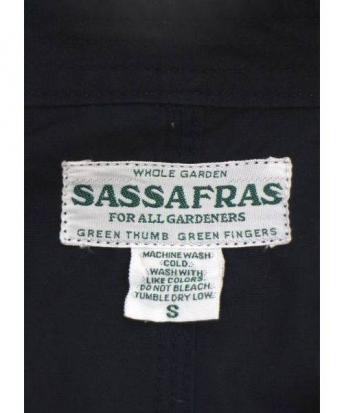 WHOLE GARDEN
SASSAFRAS
FOR ALL GARDENERS
GREEN THUMB GREEN FINGERS
MACHINE WASH
COLD.
WASH WITH
LIKE COLORS.
DO NOT BLEACH.
TUMBLE DRY LOW.
S